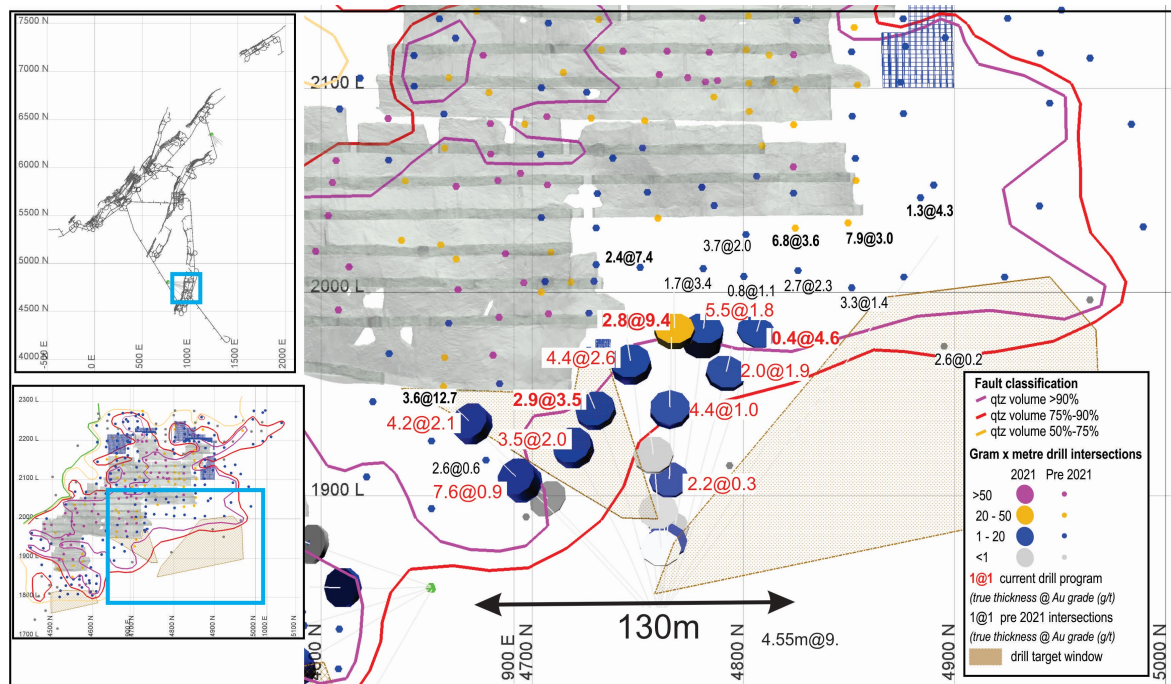 7500 N
7000 N
6500 N
6000 N
5500 N
5000 N
4500 N
4000 N
-500 E
0 E
500 E
1000 E
1500 E
2000 E
2300 L
2200 L
2100 L
2000 L
1900 L
1800 L
1700 L
4500 N
4600 N
4700 N
4800 N
4900 N
1000 E
5000 N
5100 N
2100 L
2000 L
1900 L
1.3@4.3
7.9@3.0
6.8@3.6
3.7@2.0
2.4@7.4
1.7@3.4
0.8@1.1
2.7@2.3
3.3@1.4
2.8@9.4
5.5@1.8
0.4@4.6
4.4@2.6
2.0@1.9
2.6@0.2
3.6@12.7
2.9@3.5
4.4@1.0
4.2@2.1
3.5@2.0
2.6@0.6
7.6@0.9
2.2@0.3
130m
4.55m@9.
900 E
4700 N
4800 N
4900 N
5000 N
Fault classification
qtz volume >90%
qtz volume 75%-90%
qtz volume 50%-75%
Gram x metre drill intersections
2021 Pre 2021
>50
20 - 50
1 - 20
<1
1@1 current drill program
(true thickness @ Au grade (g/t)
1@1 pre 2021 intersections
(true thickness @ Au grade (g/t)
drill target window